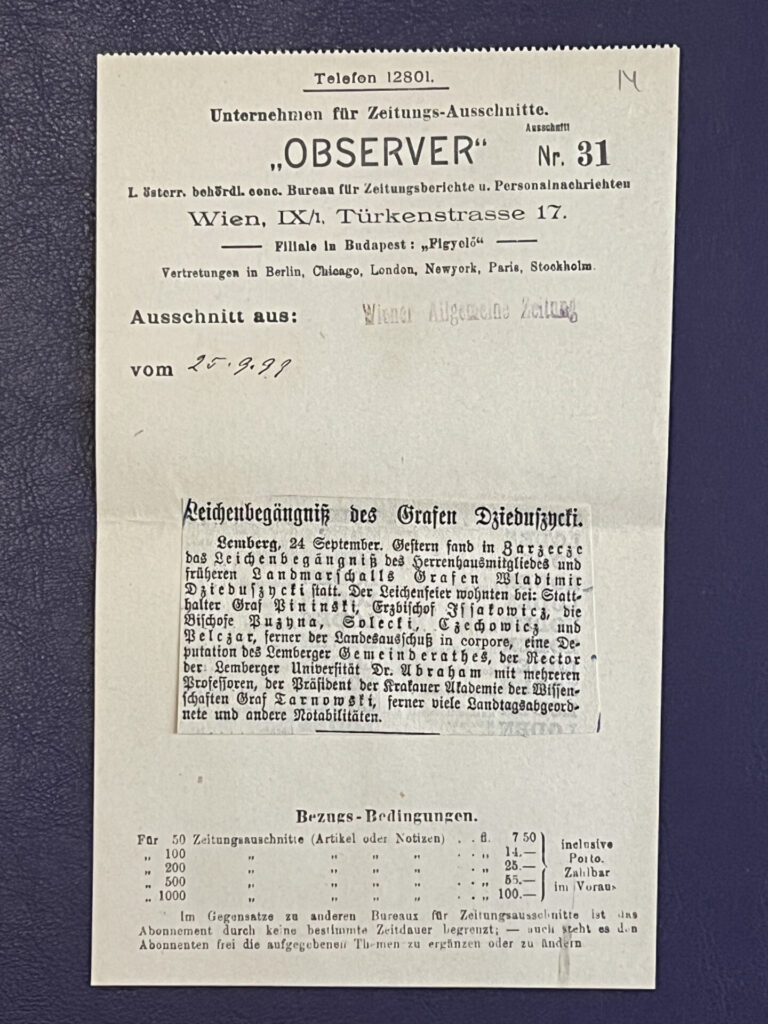 Telefon 12801.
14
Unternehmen für Zeitungs-Ausschnitte.
Ausschnitt
„OBSERVER“ Nr. 31
I. österr. behördl. conc. Bureau für Zeitungsberichte u. Personalnachrichten
Wien, IX/1, Türkenstrasse 17.
— Filiale in Budapest: „Figyelő“ —
Vertretungen in Berlin, Chicago, London, Newyork, Paris, Stockholm.
Ausschnitt aus: Wiener Allgemeine Zeitung
vom 25.9.99
Leichenbegängniß des Grafen Dzieduszycki.
Lemberg, 24 September. Gestern fand in Zarzecze
das Leichenbegängniß des Herrenhausmitgliedes und
früheren Landmarschalls Grafen Wladimir
Dzieduszycki statt. Der Leichenfeier wohnten bei: Statt-
halter Graf Pininski, Erzbischof Issakowicz, die
Bischöfe Puzyna, Solecki, Czechowicz und
Pelczar, ferner der Landesausschuß in corpore, eine De-
putation des Lemberger Gemeinderathes, der Rector
der Lemberger Universität Dr. Abraham mit mehreren
Professoren, der Präsident der Krakauer Akademie der Wissen-
schaften Graf Tarnowski, ferner viele Landtagsabgeord-
nete und andere Notabilitäten.
Bezugs-Bedingungen.
Für 50 Zeitungsauschnitte (Artikel oder Notizen) . . fl. 7 50
„ 100 „ „ „ „ . . „ 14.—
„ 200 „ „ „ „ . . „ 25.—
„ 500 „ „ „ „ . . „ 55.—
„ 1000 „ „ „ „ . . „ 100.—
inclusive
Porto.
Zahlbar
im Voraus
Im Gegensatze zu anderen Bureaux für Zeitungsausschnitte ist das
Abonnement durch keine bestimmte Zeitdauer begrenzt; — auch steht es den
Abonnenten frei die aufgegebenen Themen zu ergänzen oder zu ändern